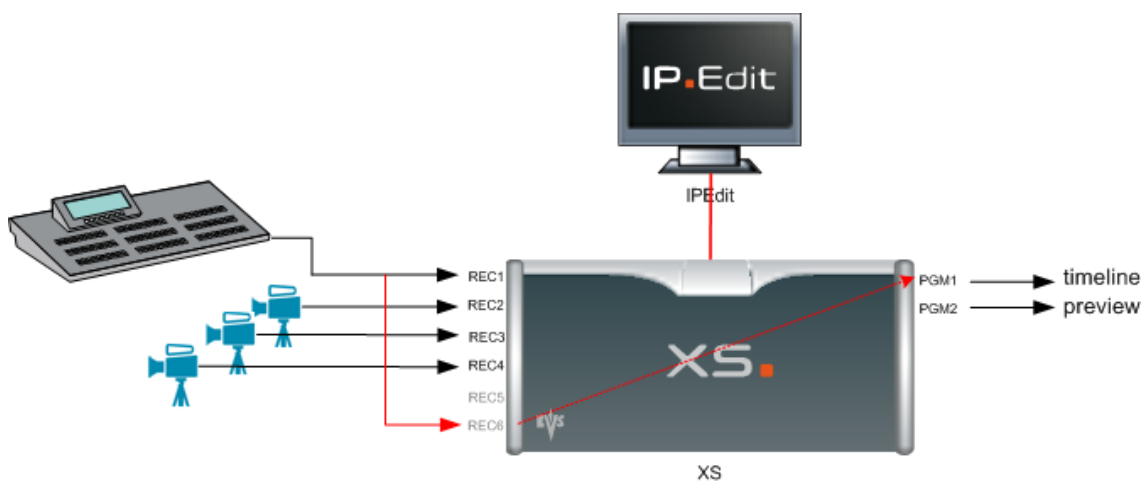 IP.Edit
IPEdit
REC1
REC2
REC3
REC4
REC5
REC6
XS.
EVS
PGM1
timeline
PGM2
preview
XS